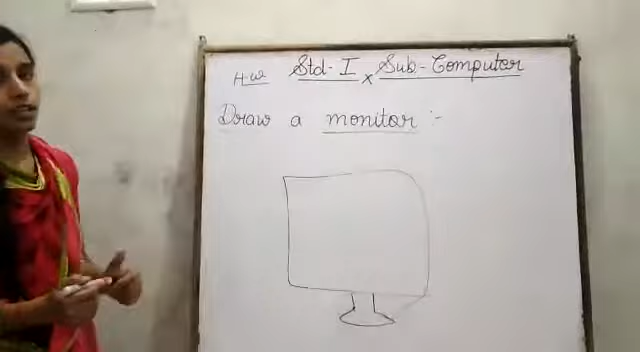 H.W Std- I x Sub- Computer
Draw a monitor :-